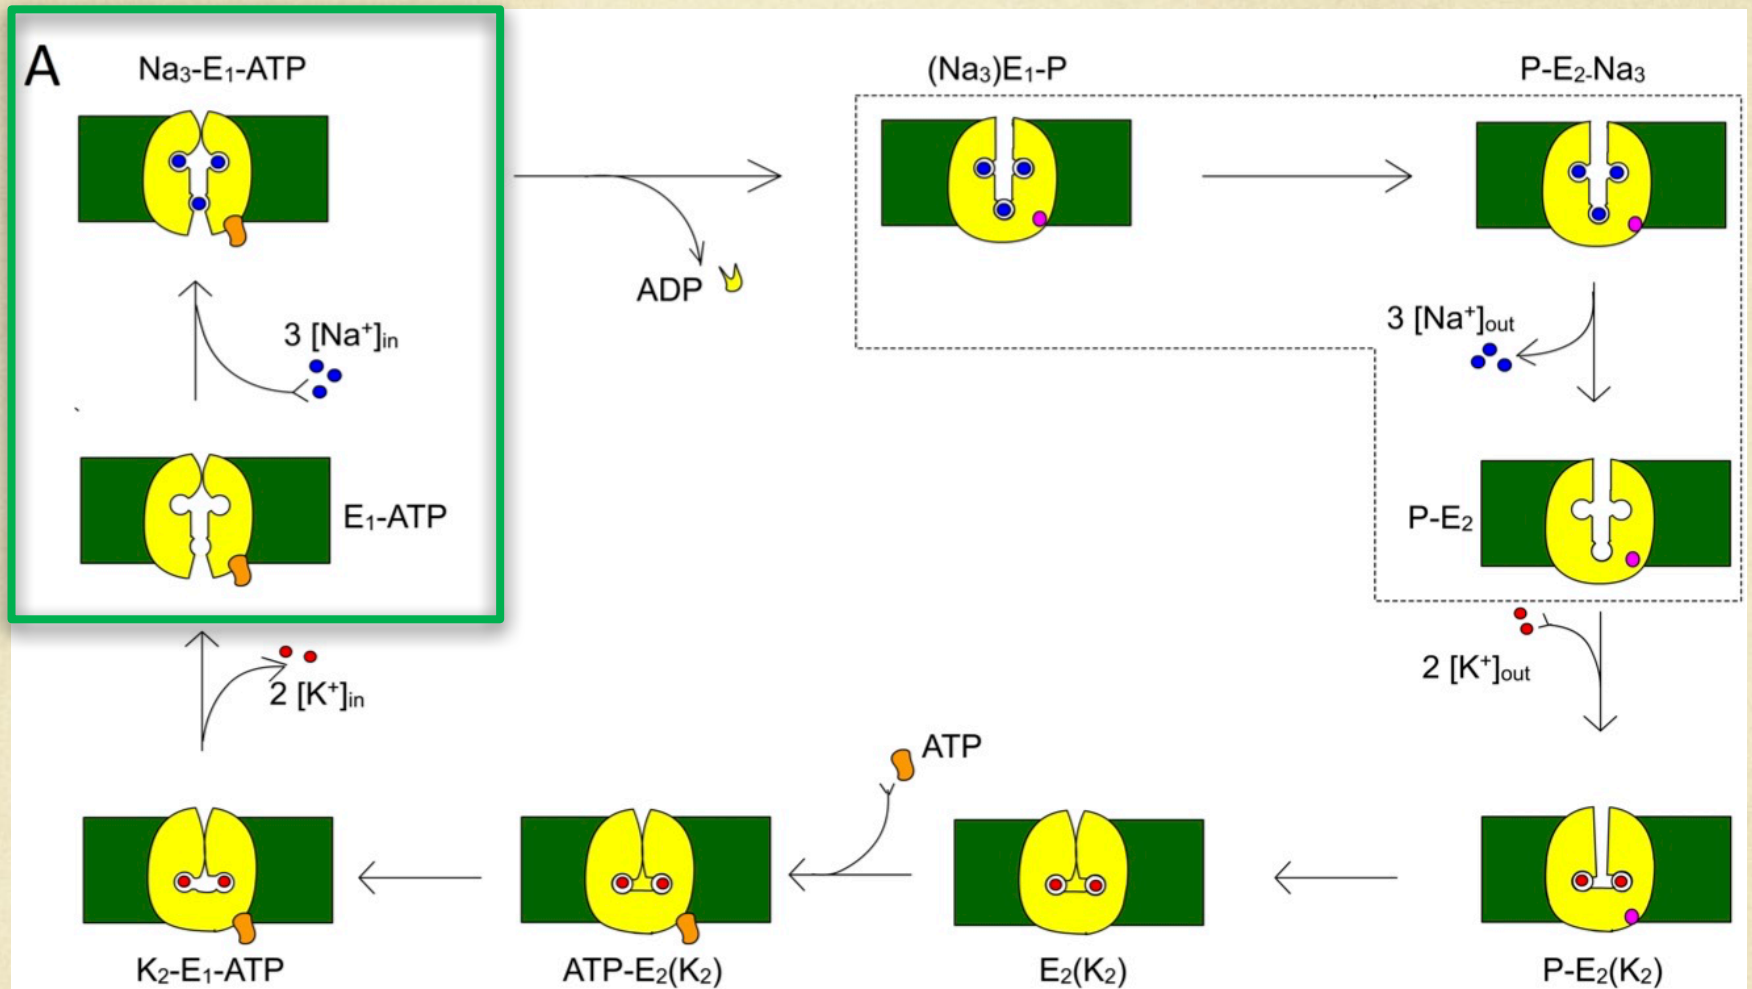 A
Na₃-E₁-ATP
(Na₃)E₁-P
P-E₂-Na₃
ADP
3 [Na⁺]in
3 [Na⁺]out
E₁-ATP
P-E₂
2 [K⁺]in
2 [K⁺]out
ATP
K₂-E₁-ATP
ATP-E₂(K₂)
E₂(K₂)
P-E₂(K₂)